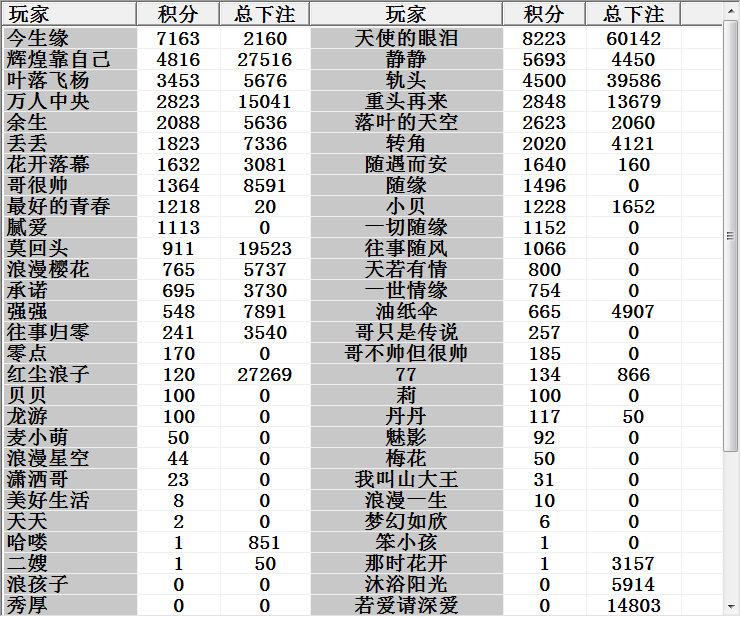 玩家 积分 总下注 玩家 积分 总下注
今生缘 7163 2160 天使的眼泪 8223 60142
辉煌靠自己 4816 27516 静静 5693 4450
叶落飞杨 3453 5676 轨头 4500 39586
万人中央 2823 15041 重头再来 2848 13679
余生 2088 5636 落叶的天空 2623 2060
丢丢 1823 7336 转角 2020 4121
花开落幕 1632 3081 随遇而安 1640 160
哥很帅 1364 8591 随缘 1496 0
最好的青春 1218 20 小贝 1228 1652
腻爱 1113 0 一切随缘 1152 0
莫回头 911 19523 往事随风 1066 0
浪漫樱花 765 5737 天若有情 800 0
承诺 695 3730 一世情缘 754 0
强强 548 7891 油纸伞 665 4907
往事归零 241 3540 哥只是传说 257 0
零点 170 0 哥不帅但很帅 185 0
红尘浪子 120 27269 77 134 866
贝贝 100 0 莉 100 0
龙游 100 0 丹丹 117 50
麦小萌 50 0 魅影 92 0
浪漫星空 44 0 梅花 50 0
潇洒哥 23 0 我叫山大王 31 0
美好生活 8 0 浪漫一生 10 0
天天 2 0 梦幻如欣 6 0
哈喽 1 851 笨小孩 1 0
二嫂 1 50 那时花开 1 3157
浪孩子 0 0 沐浴阳光 0 5914
秀厚 0 0 若爱请深爱 0 14803